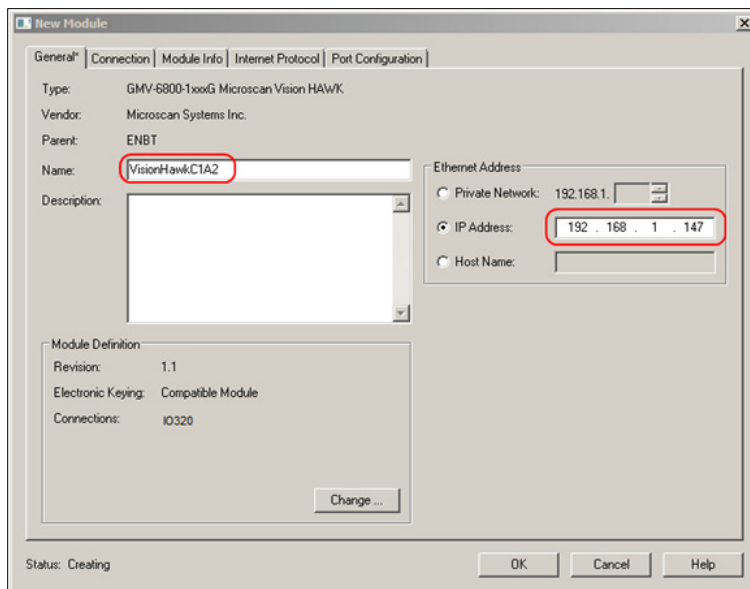 New Module
General* Connection Module Info Internet Protocol Port Configuration
Type: GMV-6800-1xxxG Microscan Vision HAWK
Vendor: Microscan Systems Inc.
Parent: ENBT
Name: VisionHawkC1A2
Description:
Ethernet Address
Private Network: 192.168.1.
IP Address: 192 . 168 . 1 . 147
Host Name:
Module Definition
Revision: 1.1
Electronic Keying: Compatible Module
Connections: IO320
Change ...
Status: Creating OK Cancel Help